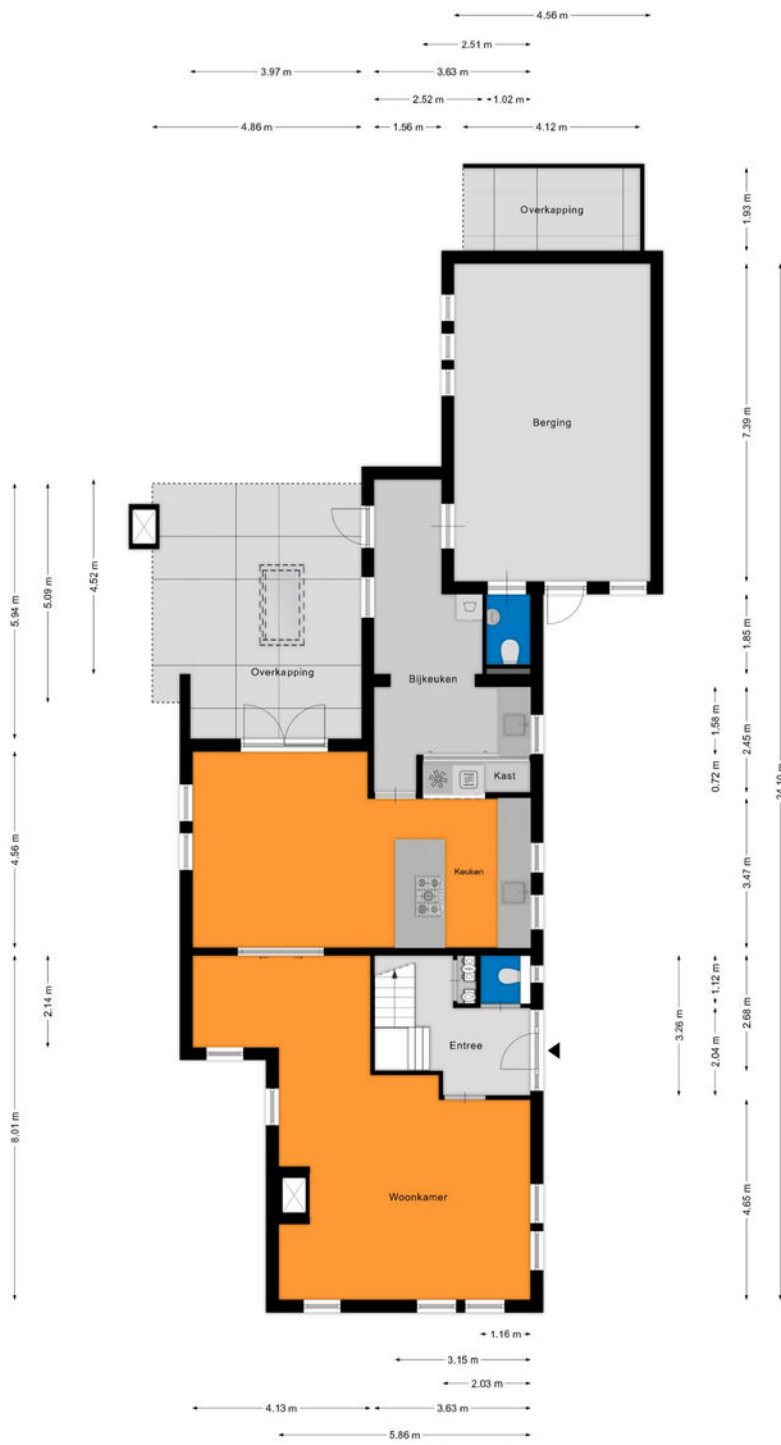 4.56 m
2.51 m
3.97 m
3.63 m
2.52 m
1.02 m
4.86 m
1.56 m
4.12 m
Overkapping
1.93 m
Berging
7.39 m
24.10 m
5.94 m
5.09 m
4.52 m
Overkapping
Bijkeuken
1.85 m
1.58 m
2.45 m
0.72 m
Kast
4.56 m
Keuken
3.47 m
2.14 m
8.01 m
Entree
3.26 m
1.12 m
2.04 m
2.68 m
Woonkamer
4.65 m
1.16 m
3.15 m
2.03 m
4.13 m
3.63 m
5.86 m